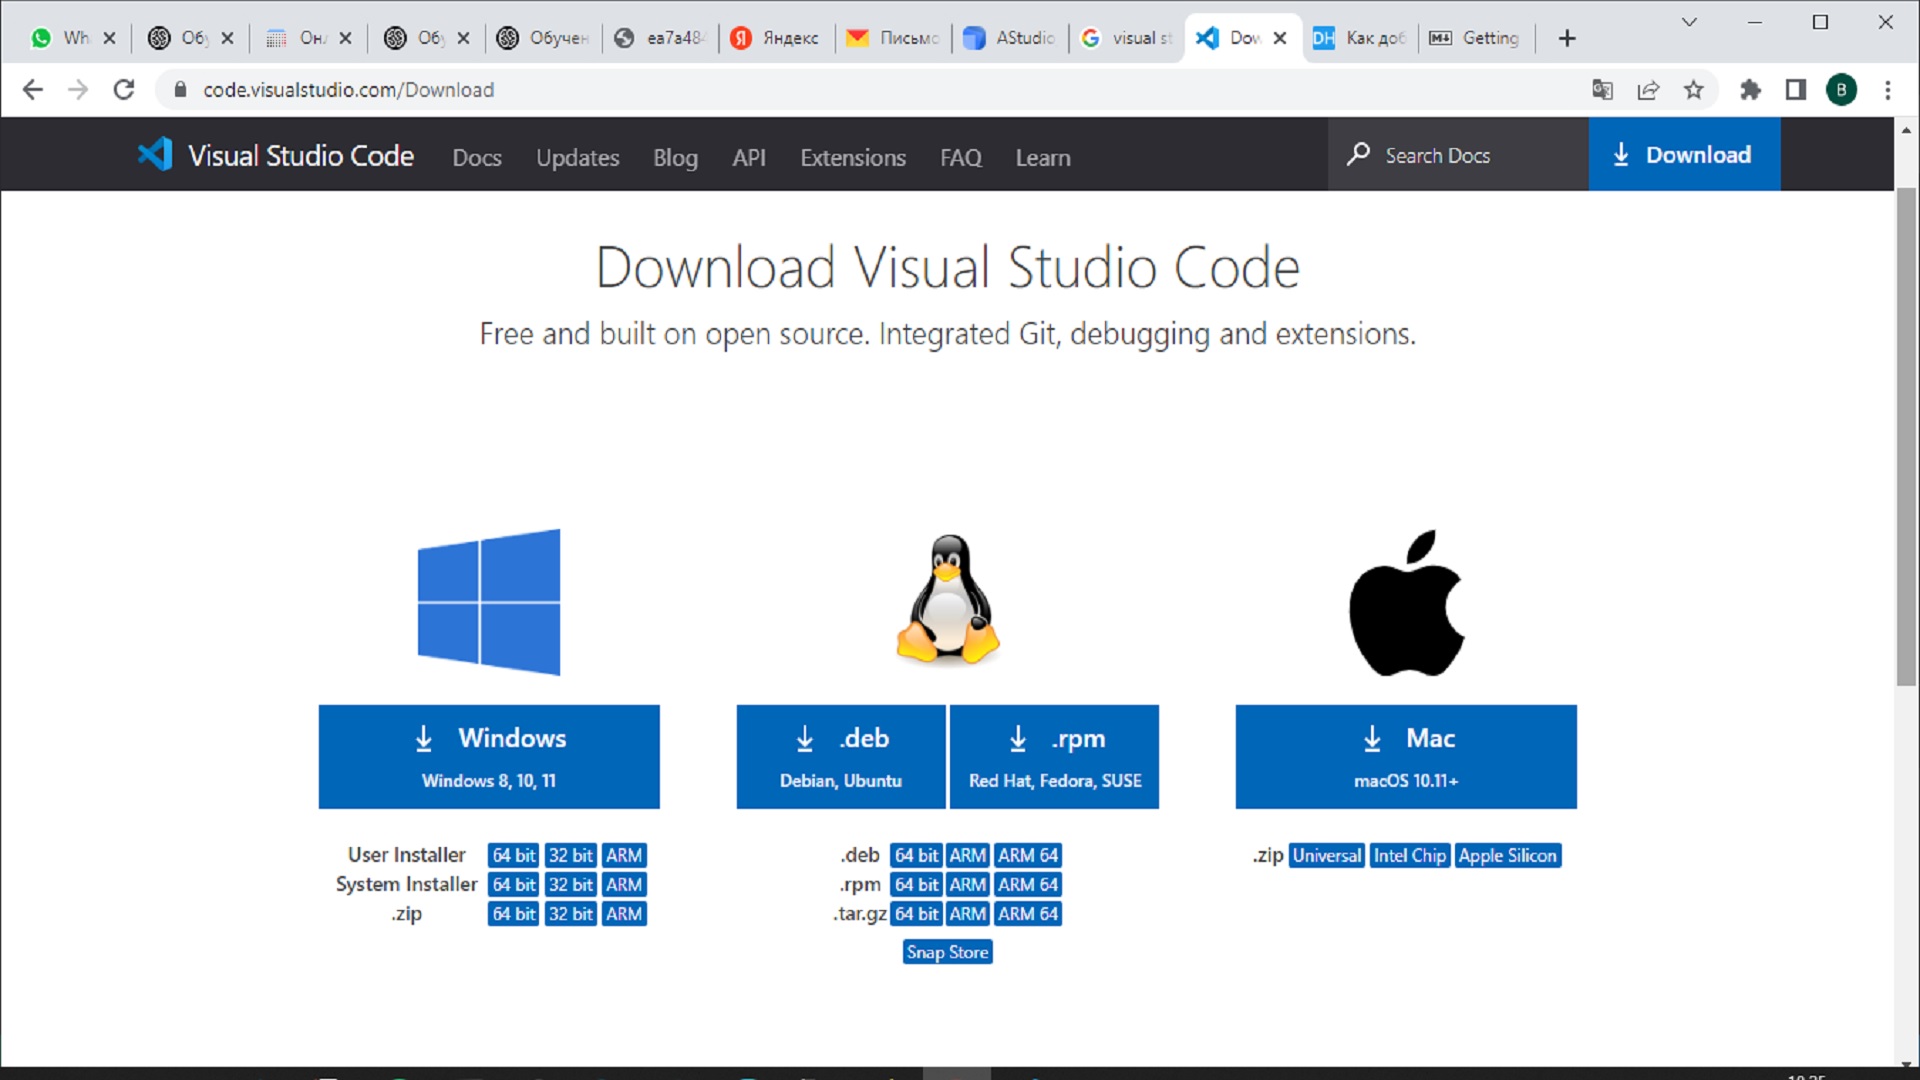 Wh
Обу
Он
Обу
Обучен
ea7a484
Яндекс
Письмо
AStudio
visual st
Dow
Как доб
Getting
code.visualstudio.com/Download
B
Visual Studio Code
Docs
Updates
Blog
API
Extensions
FAQ
Learn
Search Docs
Download
Download Visual Studio Code
Free and built on open source. Integrated Git, debugging and extensions.
Windows
Windows 8, 10, 11
.deb
Debian, Ubuntu
.rpm
Red Hat, Fedora, SUSE
Mac
macOS 10.11+
User Installer 64 bit 32 bit ARM
System Installer 64 bit 32 bit ARM
.zip 64 bit 32 bit ARM
.deb 64 bit ARM ARM 64
.rpm 64 bit ARM ARM 64
.tar.gz 64 bit ARM ARM 64
Snap Store
.zip Universal Intel Chip Apple Silicon